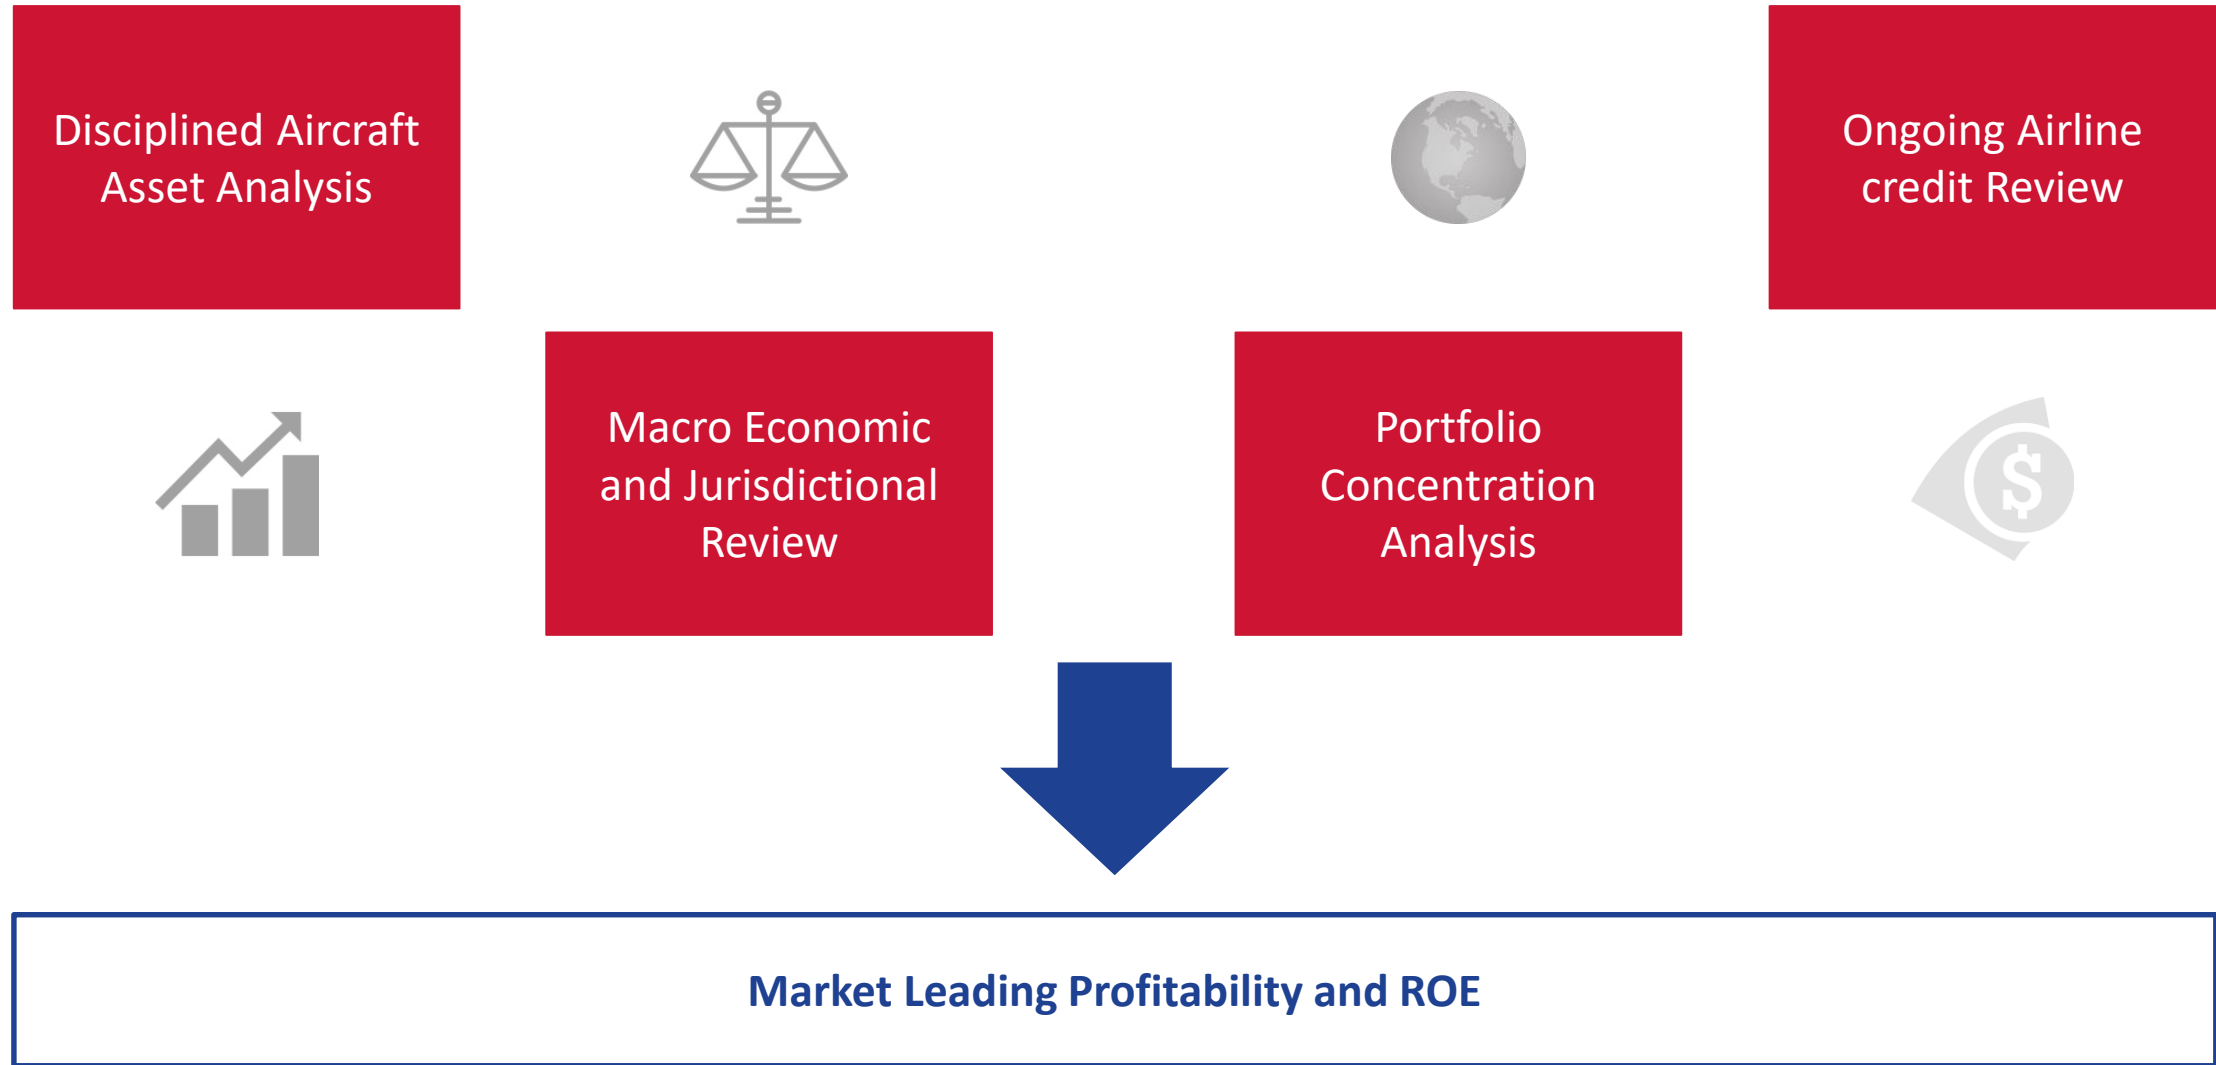 Disciplined Aircraft
Asset Analysis
Macro Economic
and Jurisdictional
Review
Portfolio
Concentration
Analysis
Ongoing Airline
credit Review
$
Market Leading Profitability and ROE